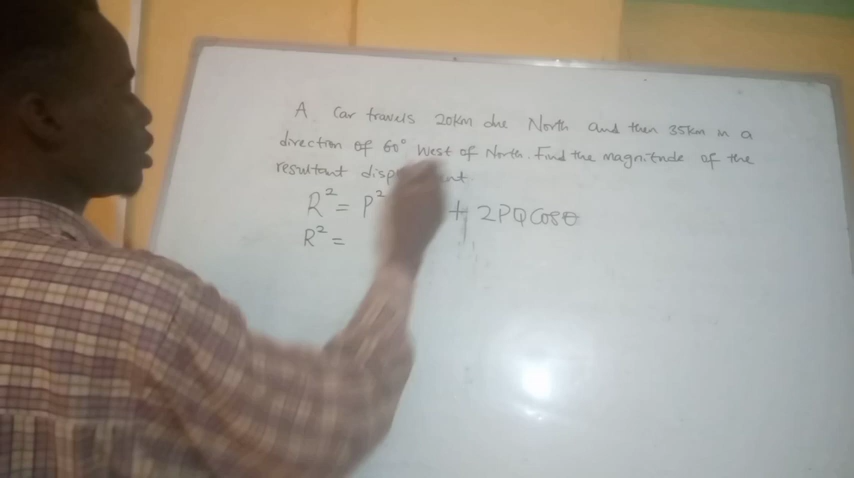 A Car travels 20km due North and then 35km in a
direction of 60° West of North. Find the magnitude of the
resultant
R² = P² + 2PQCosθ
R² =